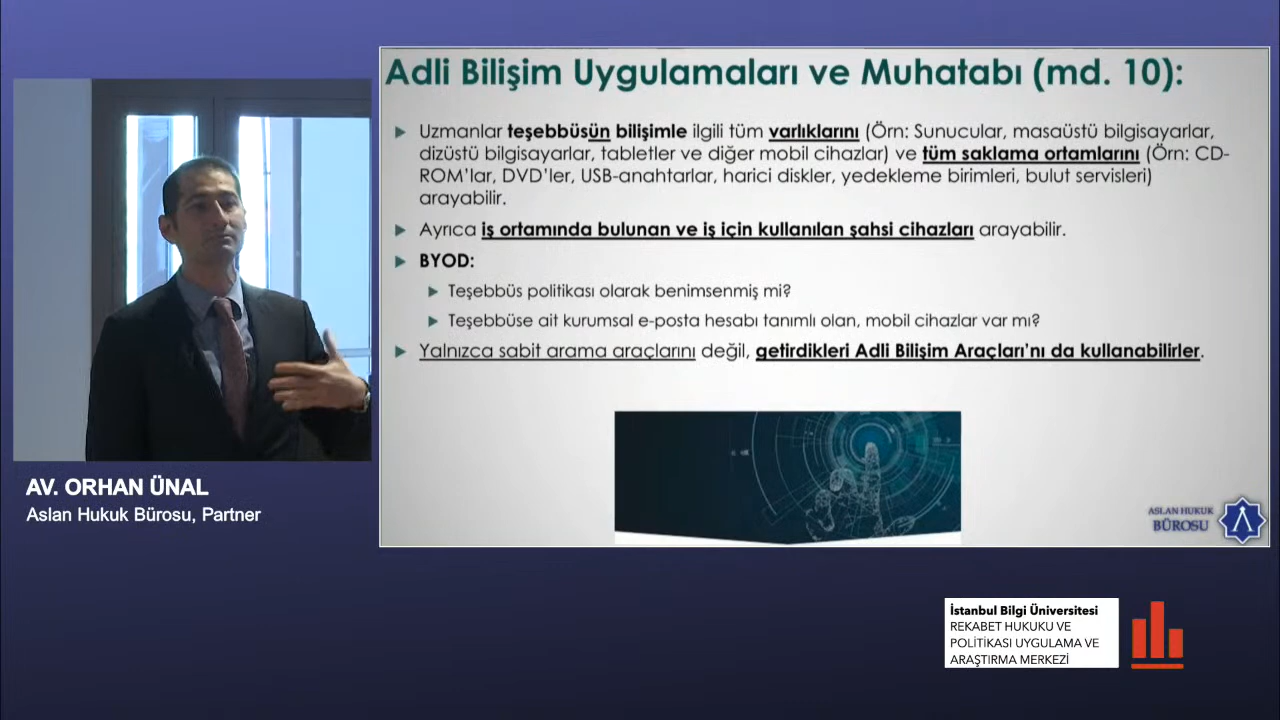 Adli Bilişim Uygulamaları ve Muhatabı (md. 10):
Uzmanlar teşebbüsün bilişimle ilgili tüm varlıklarını (Örn: Sunucular, masaüstü bilgisayarlar,
dizüstü bilgisayarlar, tabletler ve diğer mobil cihazlar) ve tüm saklama ortamlarını (Örn: CD-
ROM'lar, DVD'ler, USB-anahtarlar, harici diskler, yedekleme birimleri, bulut servisleri)
arayabilir.
Ayrıca iş ortamında bulunan ve iş için kullanılan şahsi cihazları arayabilir.
BYOD:
Teşebbüs politikası olarak benimsenmiş mi?
Teşebbüse ait kurumsal e-posta hesabı tanımlı olan, mobil cihazlar var mı?
Yalnızca sabit arama araçlarını değil, getirdikleri Adli Bilişim Araçları'nı da kullanabilirler.
ASLAN HUKUK
BÜROSU
AV. ORHAN ÜNAL
Aslan Hukuk Bürosu, Partner
İstanbul Bilgi Üniversitesi
REKABET HUKUKU VE
POLİTİKASI UYGULAMA VE
ARAŞTIRMA MERKEZİ